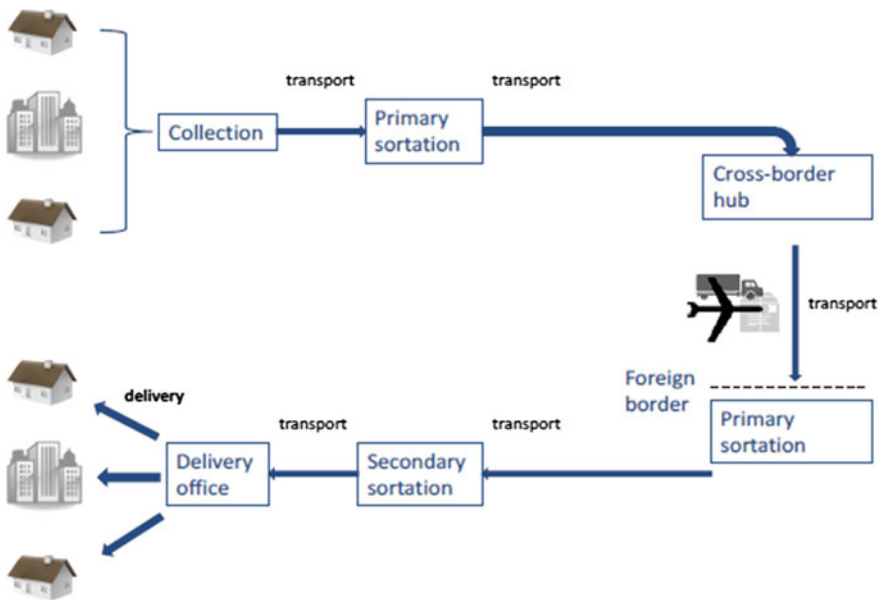 transport
transport
Collection
Primary
sortation
Cross-border
hub
transport
Foreign
border
Primary
sortation
delivery
transport
transport
Delivery
office
Secondary
sortation